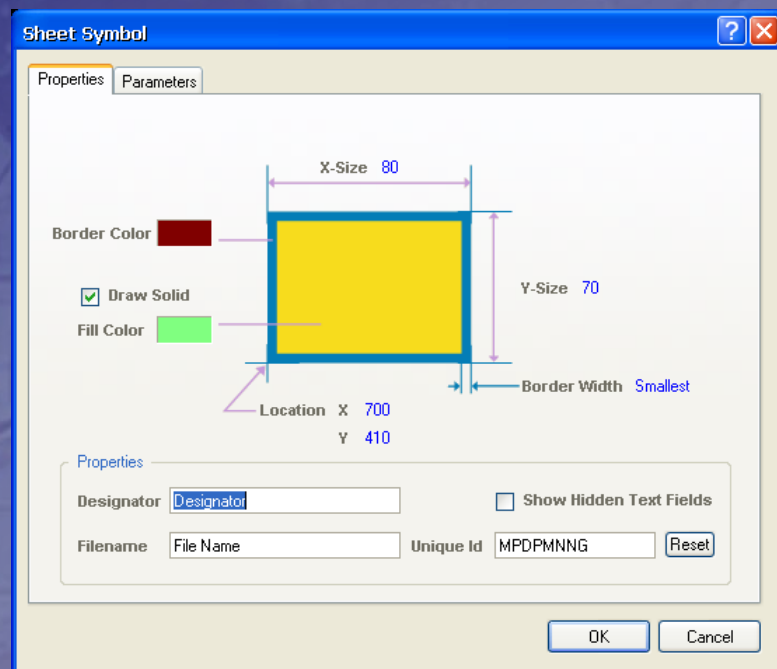 Sheet Symbol
Properties Parameters
X-Size 80
Border Color
Draw Solid
Y-Size 70
Fill Color
Border Width Smallest
Location X 700
Y 410
Properties
Designator Designator Show Hidden Text Fields
Filename File Name Unique Id MPDPMNNG Reset
OK Cancel